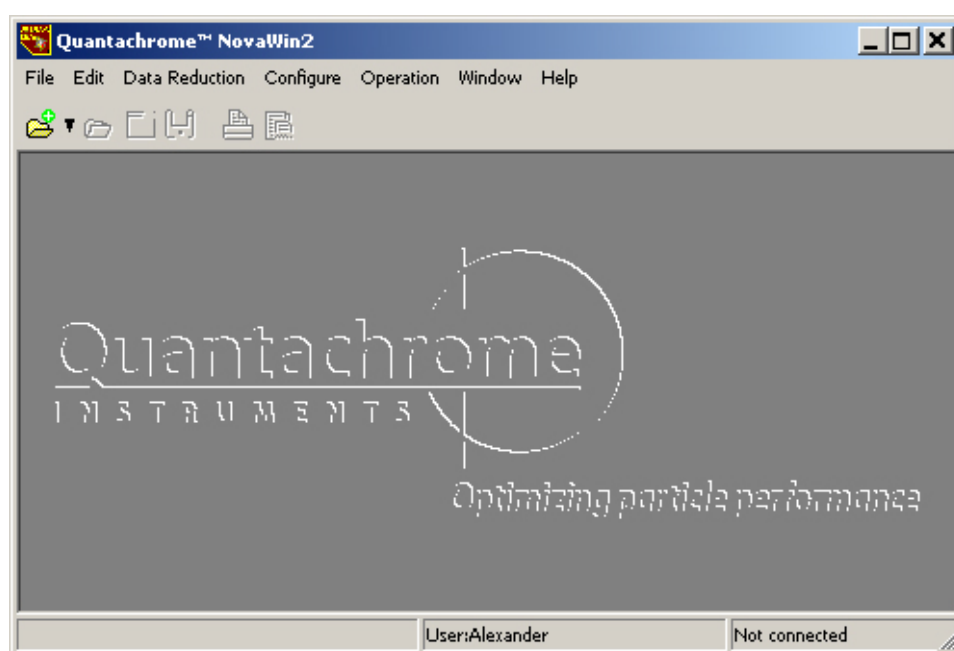 Quantachrome™ NovaWin2
File Edit Data Reduction Configure Operation Window Help
Quantachrome
INSTRUMENTS
Optimizing particle performance
User:Alexander Not connected